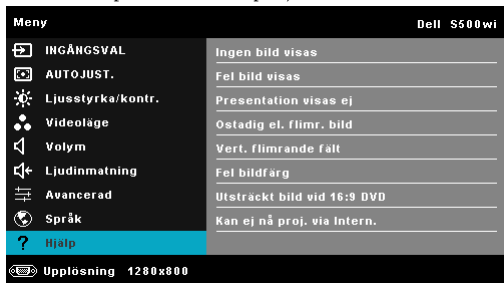 Meny
Dell S500wi
INGÅNGSVAL
AUTOJUST.
Ljusstyrka/kontr.
Videoläge
Volym
Ljudinmatning
Avancerad
Språk
Hjälp
Ingen bild visas
Fel bild visas
Presentation visas ej
Ostadig el. flimr. bild
Vert. flimrande fält
Fel bildfärg
Utsträckt bild vid 16:9 DVD
Kan ej nå proj. via Intern.
Upplösning 1280x800